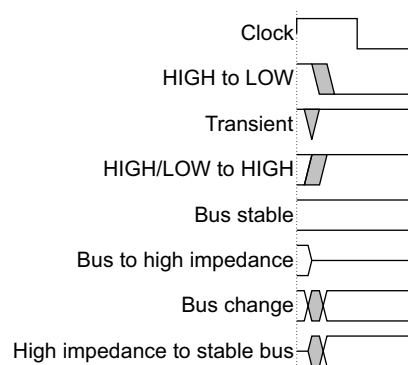 Clock
HIGH to LOW
Transient
HIGH/LOW to HIGH
Bus stable
Bus to high impedance
Bus change
High impedance to stable bus